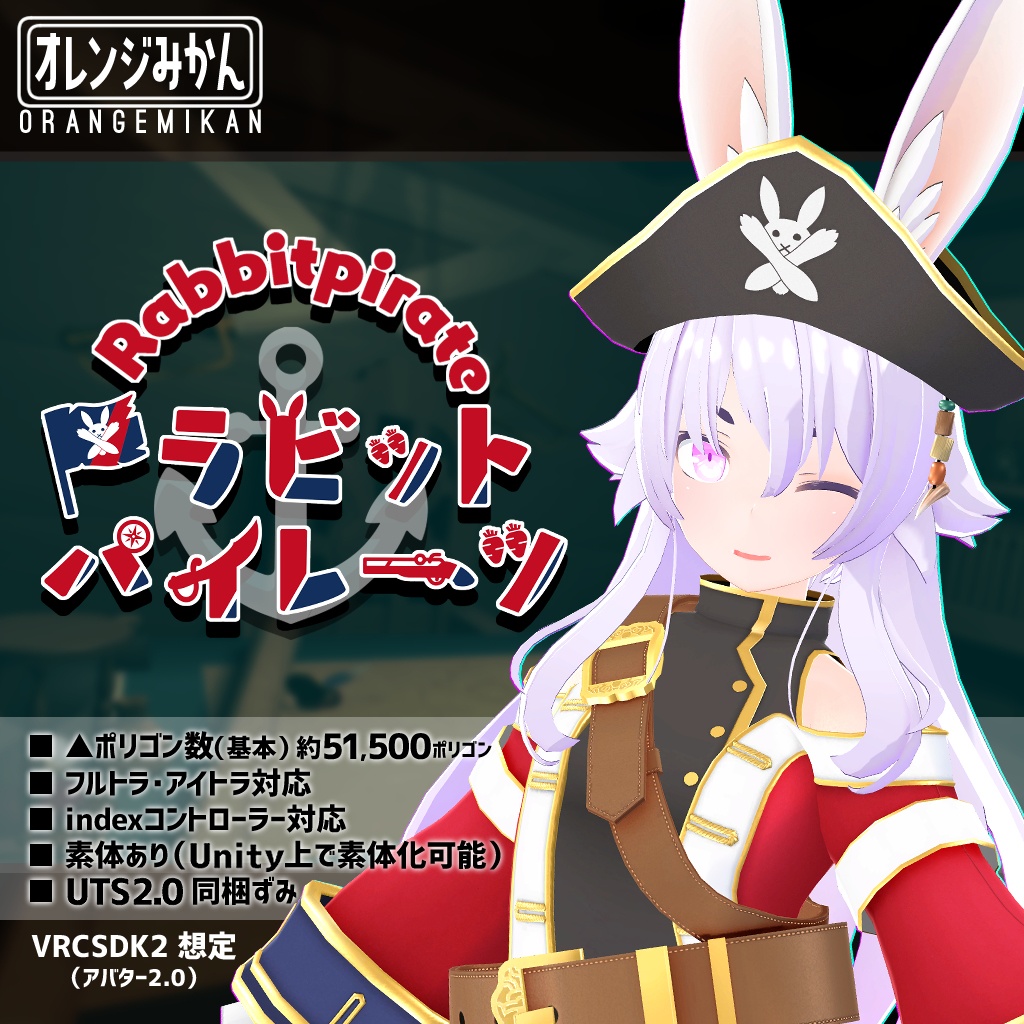 オレンジみかん
ORANGEMIKAN
Rabbitpirate
ラビット
パイレーツ
■ ▲ポリゴン数(基本)約51,500ポリゴン
■ フルトラ・アイトラ対応
■ indexコントローラー対応
■ 素体あり(Unity上で素体化可能)
■ UTS2.0 同梱ずみ
VRCSDK2 想定
(アバター2.0)